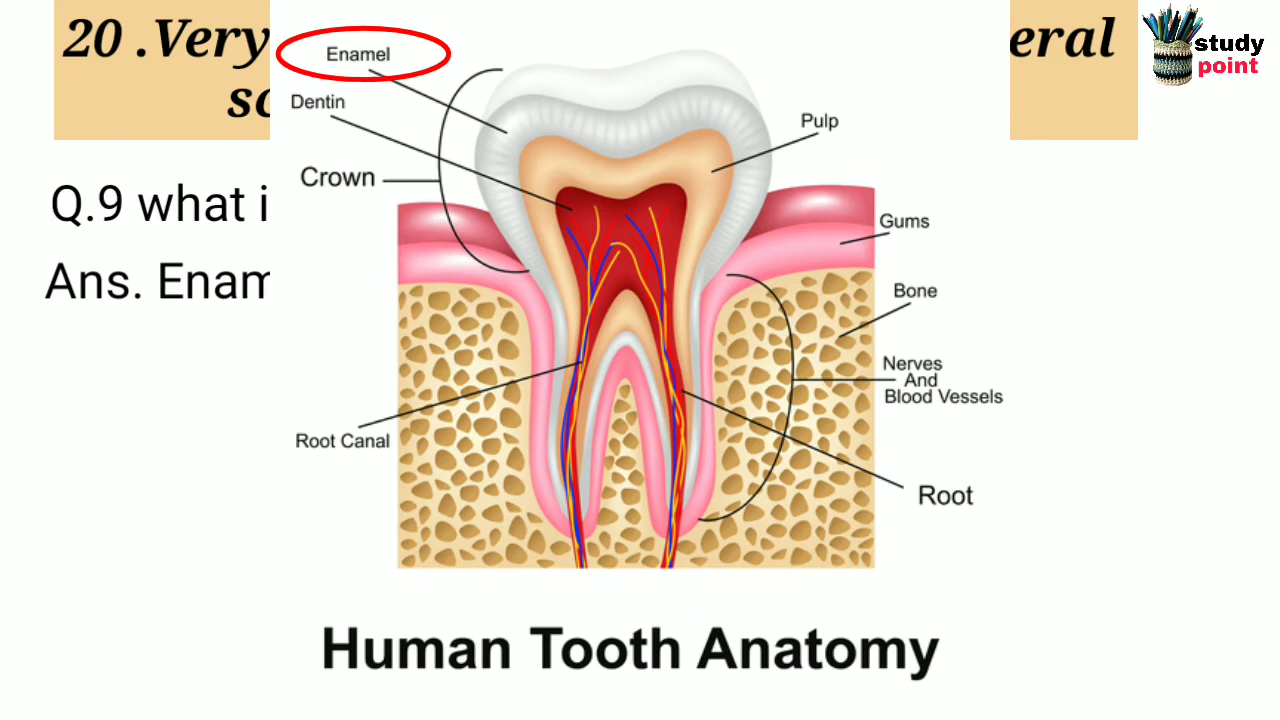 20 .Very
eral
sc
study
point
Q.9 what i
Ans. Enam
Enamel
Dentin
Crown
Pulp
Gums
Bone
Nerves
And
Blood Vessels
Root Canal
Root
Human Tooth Anatomy